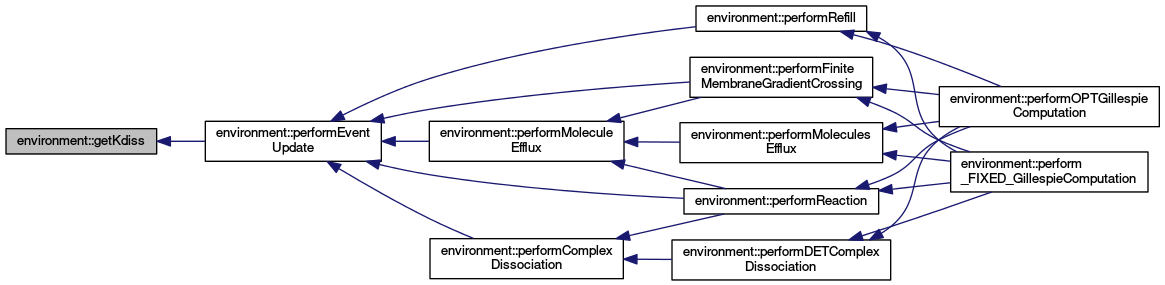 environment::getKdiss
environment::performEvent
Update
environment::performRefill
environment::performFinite
MembraneGradientCrossing
environment::performMolecule
Efflux
environment::performMolecules
Efflux
environment::performReaction
environment::performComplex
Dissociation
environment::performDETComplex
Dissociation
environment::performOPTGillespie
Computation
environment::perform
_FIXED_GillespieComputation